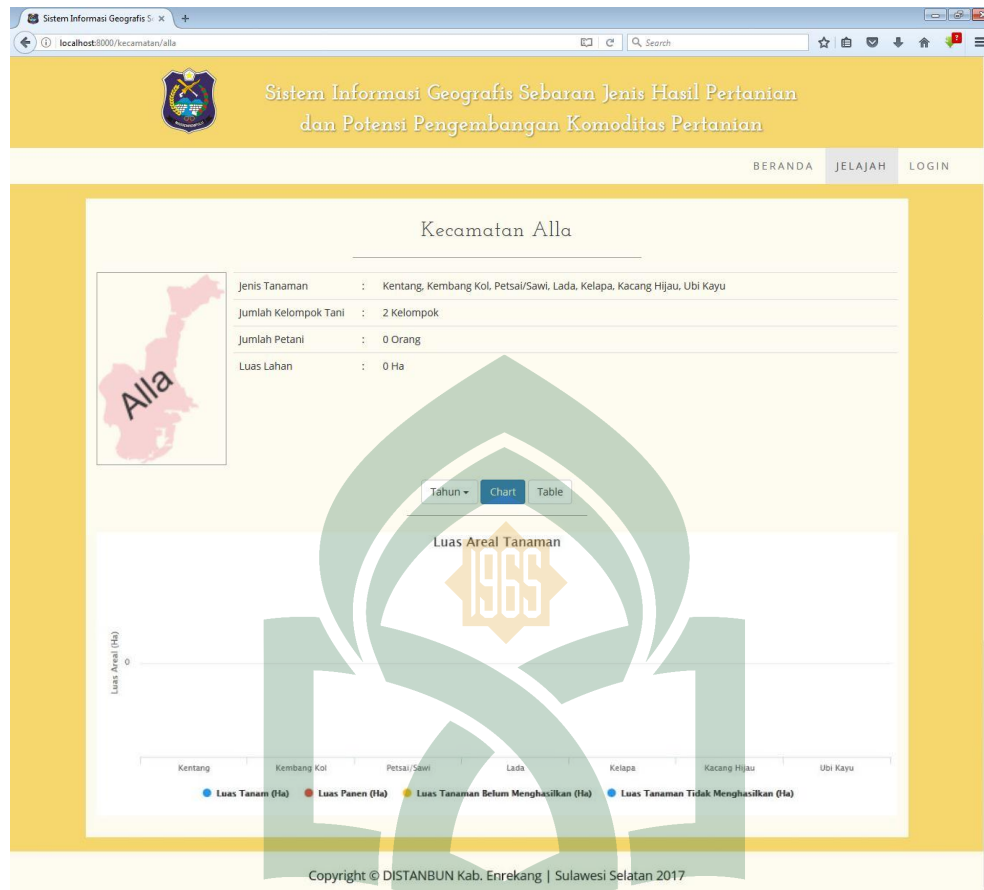 Sistem Informasi Geografis S
localhost:8000/kecamatan/alla
Search
Sistem Informasi Geografis Sebaran Jenis Hasil Pertanian
dan Potensi Pengembangan Komoditas Pertanian
BERANDA JELAJAH LOGIN
Kecamatan Alla
Alla
Jenis Tanaman : Kentang, Kembang Kol, Petsai/Sawi, Lada, Kelapa, Kacang Hijau, Ubi Kayu
Jumlah Kelompok Tani : 2 Kelompok
Jumlah Petani : 0 Orang
Luas Lahan : 0 Ha
Tahun Chart Table
Luas Areal Tanaman
1965
Luas Areal (Ha)
0
Kentang Kembang Kol Petsai/Sawi Lada Kelapa Kacang Hijau Ubi Kayu
Luas Tanam (Ha) Luas Panen (Ha) Luas Tanaman Belum Menghasilkan (Ha) Luas Tanaman Tidak Menghasilkan (Ha)
Copyright © DISTANBUN Kab. Enrekang | Sulawesi Selatan 2017